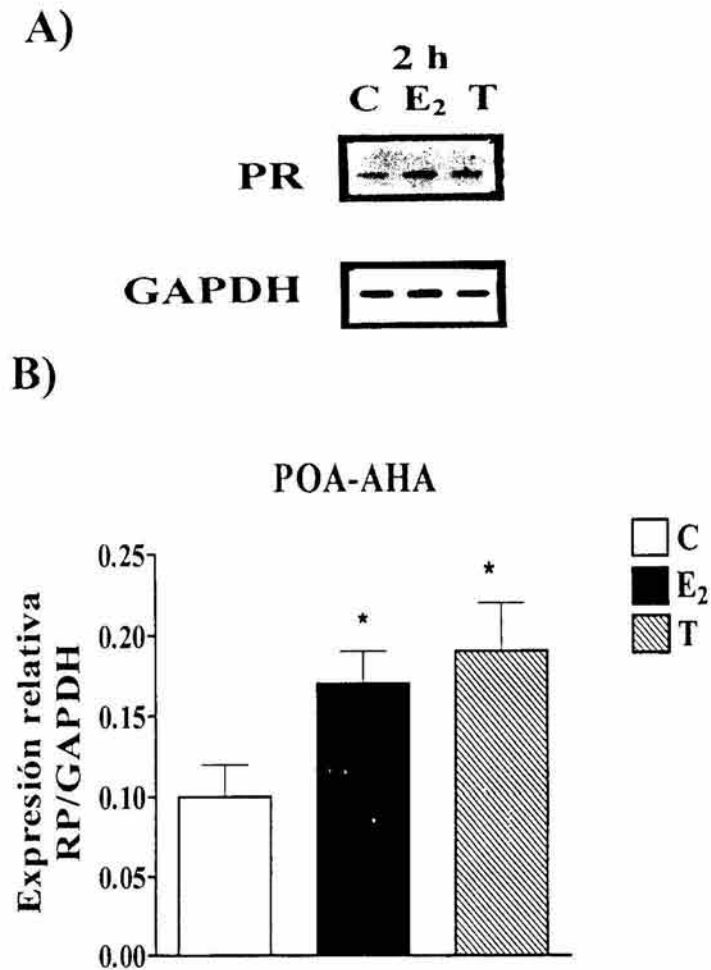 A)
2 h
C E₂ T
PR
GAPDH
B)
POA-AHA
Expresión relativa
RP/GAPDH
0.25
0.20
0.15
0.10
0.05
0.00
*
*
C
E₂
T